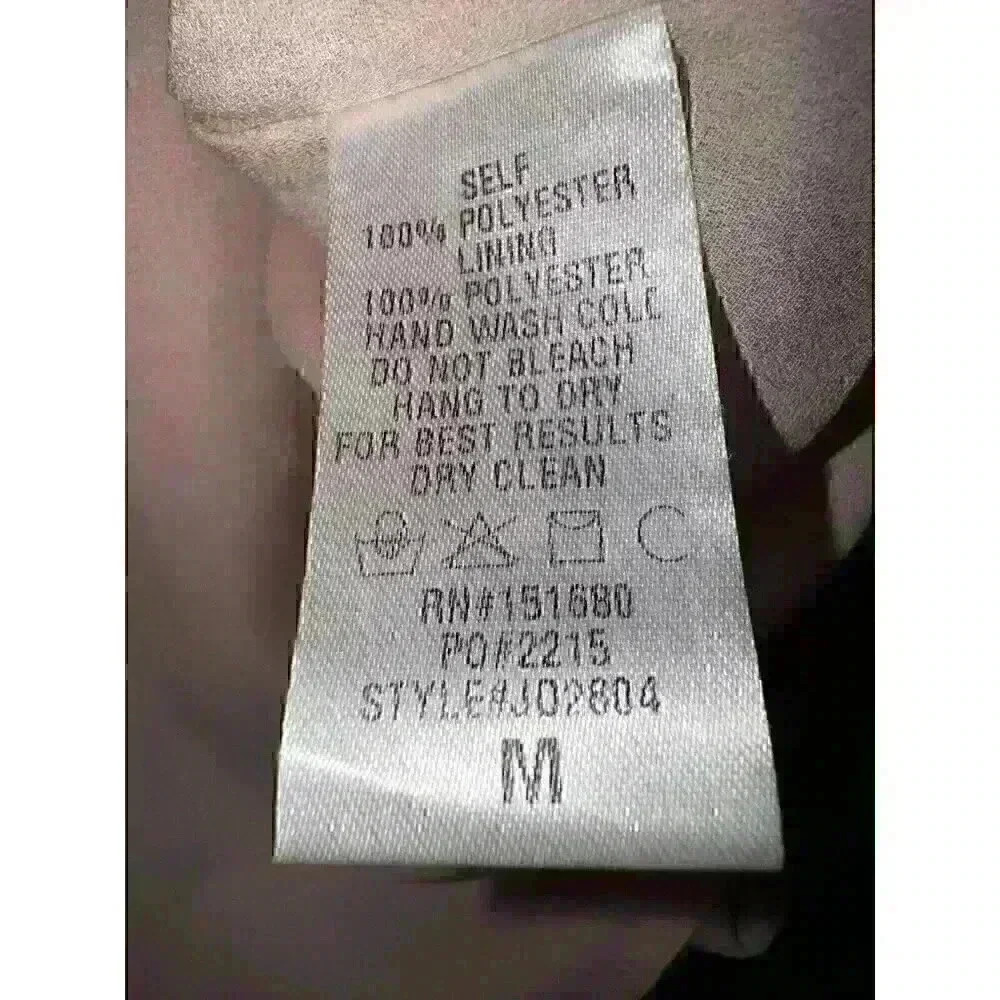 SELF
100% POLYESTER
LINING
100% POLYESTER
HAND WASH COLD
DO NOT BLEACH
HANG TO DRY
FOR BEST RESULTS
DRY CLEAN
RN#151680
PO#2215
STYLE#JO2804
M